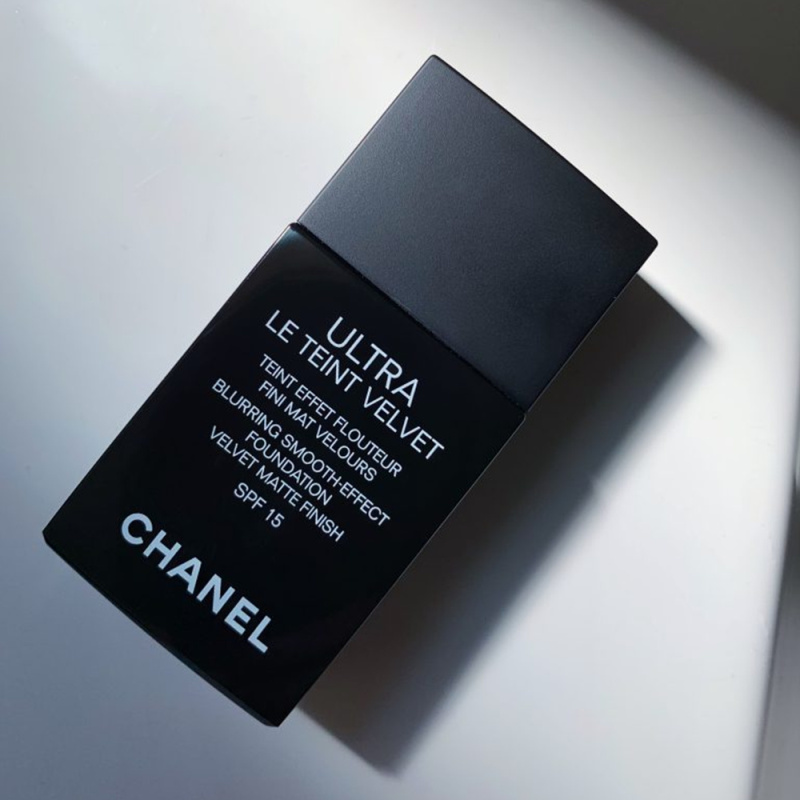 ULTRA
LE TEINT VELVET
TEINT EFFET FLOUTEUR
FINI MAT VELOURS
BLURRING SMOOTH-EFFECT
FOUNDATION
VELVET MATTE FINISH
SPF 15
CHANEL